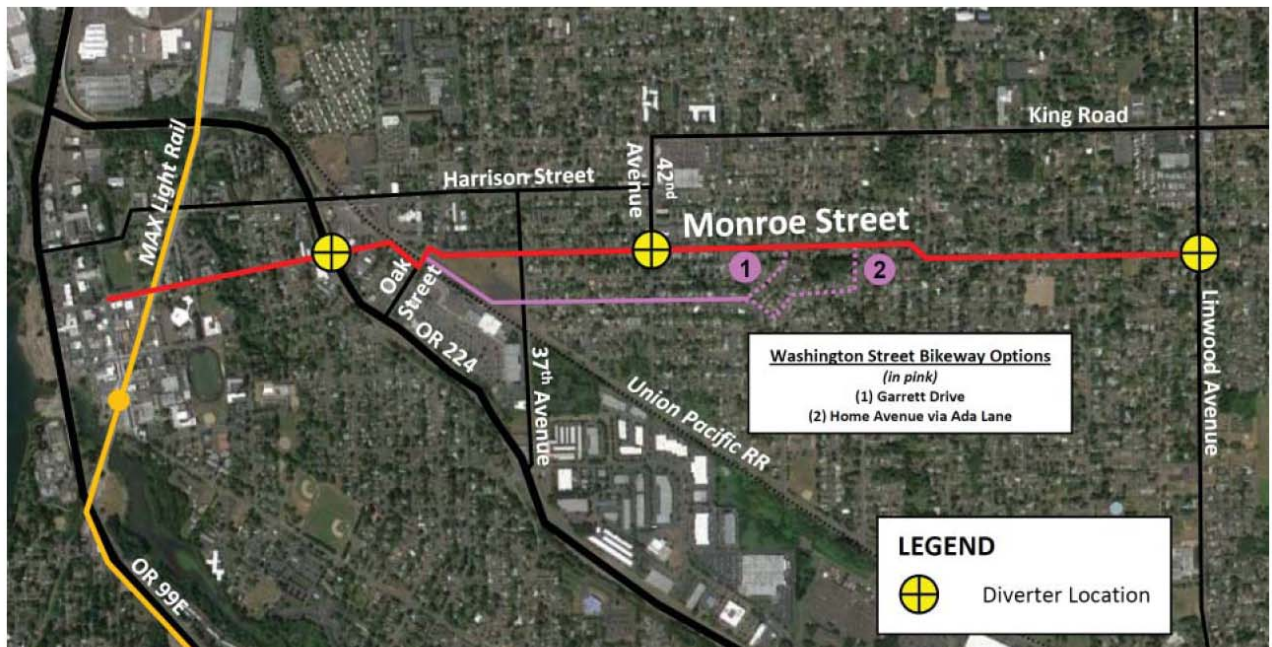 King Road
MAX Light Rail
Harrison Street
42nd
Avenue
Monroe Street
1
2
Oak
Street
OR 224
37th Avenue
Union Pacific RR
Linwood Avenue
OR 99E
Washington Street Bikeway Options
(in pink)
(1) Garrett Drive
(2) Home Avenue via Ada Lane
LEGEND
Diverter Location